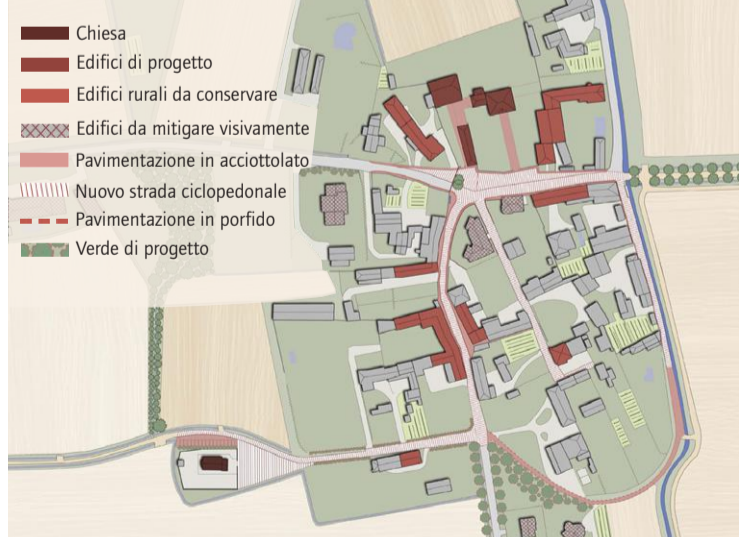 Chiesa
Edifici di progetto
Edifici rurali da conservare
Edifici da mitigare visivamente
Pavimentazione in acciottolato
Nuovo strada ciclopedonale
Pavimentazione in porfido
Verde di progetto